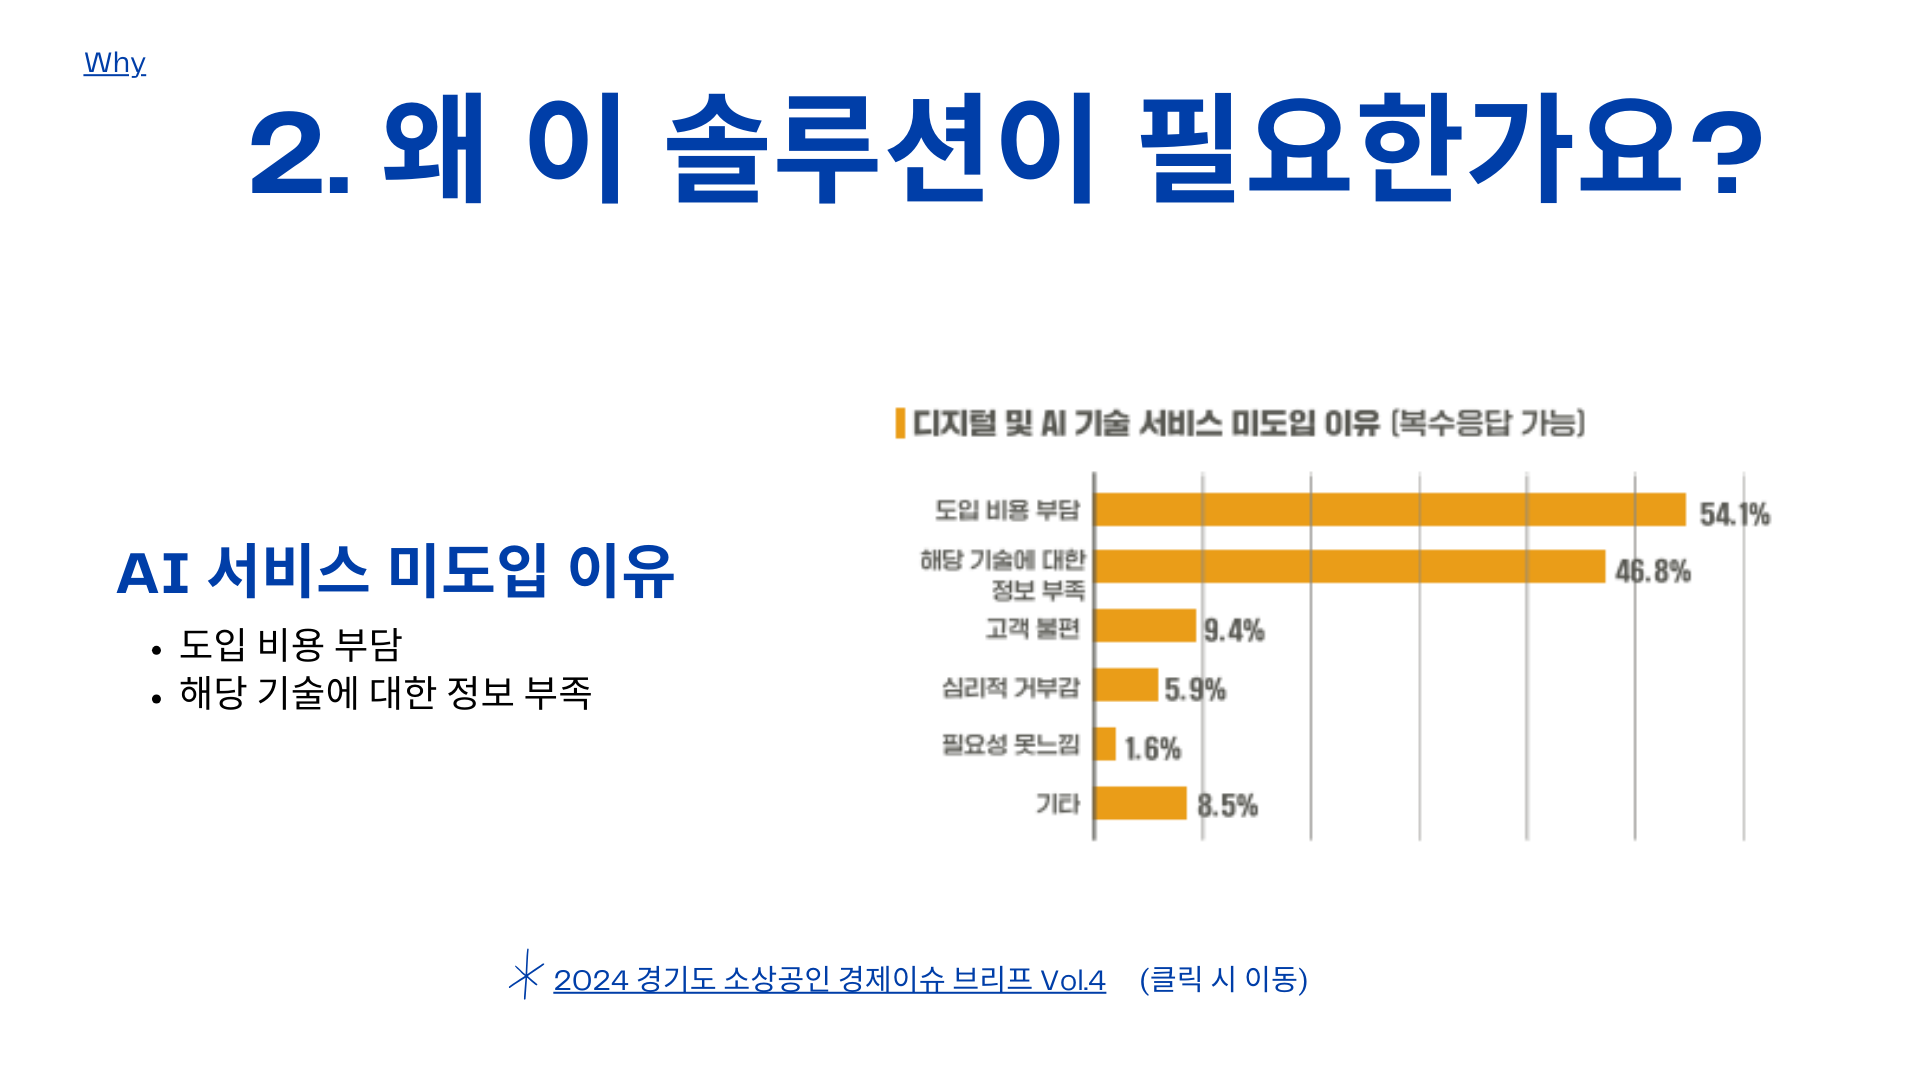 Why
2. 왜 이 솔루션이 필요한가요?
AI 서비스 미도입 이유
• 도입 비용 부담
• 해당 기술에 대한 정보 부족
디지털 및 AI 기술 서비스 미도입 이유 (복수응답 가능)
도입 비용 부담 54.1%
해당 기술에 대한
정보 부족 46.8%
고객 불편 9.4%
심리적 거부감 5.9%
필요성 못느낌 1.6%
기타 8.5%
2024 경기도 소상공인 경제이슈 브리프 Vol.4 (클릭 시 이동)